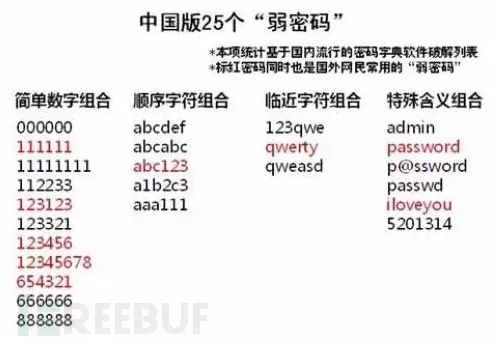 中国版25个“弱密码”
*本项统计基于国内流行的密码字典软件破解列表
*标红密码同时也是国外网民常用的“弱密码”
简单数字组合
000000
111111
11111111
112233
123123
123321
123456
12345678
654321
666666
888888
顺序字符组合
abcdef
abcabc
abc123
a1b2c3
aaa111
临近字符组合
123qwe
qwerty
qweasd
特殊含义组合
admin
password
p@ssword
passwd
iloveyou
5201314
REEBUF